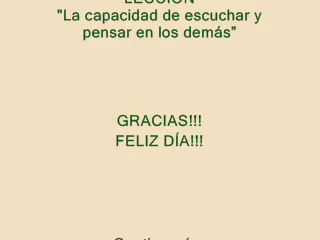 LECCIÓN
"La capacidad de escuchar y
pensar en los demás”
GRACIAS!!!
FELIZ DÍA!!!